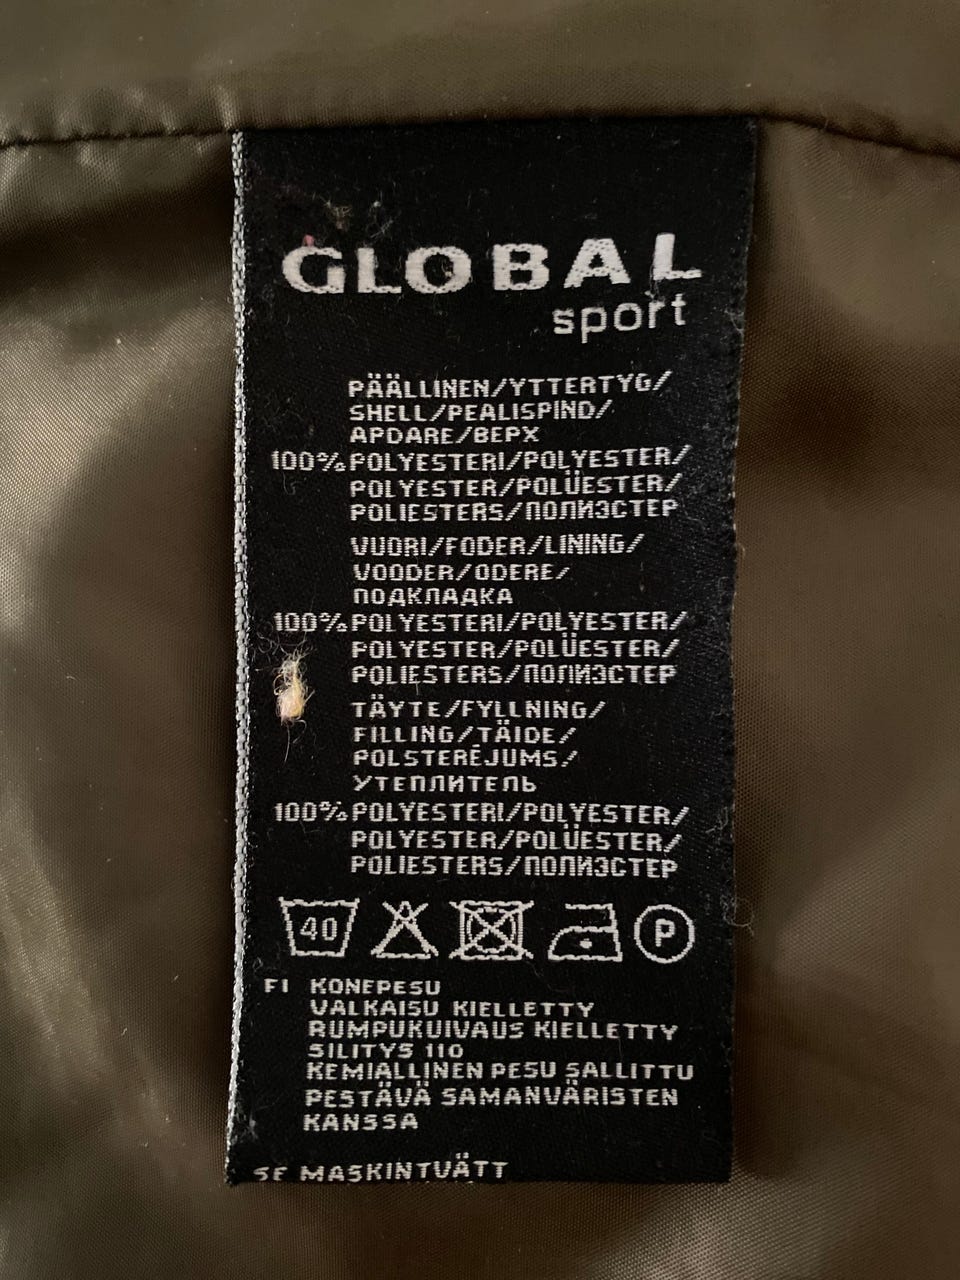 GLOBAL
sport
PÄÄLLINEN/YTTERTYG/
SHELL/PEALISPIND/
APDARE/ВЕРХ
100% POLYESTERI/POLYESTER/
POLYESTER/POLÜESTER/
POLIESTERS/ПОЛИЭСТЕР
VUORI/FODER/LINING/
VOODER/ODERE/
ПОДКЛАДКА
100% POLYESTERI/POLYESTER/
POLYESTER/POLÜESTER/
POLIESTERS/ПОЛИЭСТЕР
TÄYTE/FYLLNING/
FILLING/TÄIDE/
POLSTERĒJUMS/
УТЕПЛИТЕЛЬ
100% POLYESTERI/POLYESTER/
POLYESTER/POLÜESTER/
POLIESTERS/ПОЛИЭСТЕР
40 P
FI KONEPESU
VALKAISU KIELLETTY
RUMPUKUIVAUS KIELLETTY
SILITYS 110
KEMIALLINEN PESU SALLITTU
PESTÄVÄ SAMANVÄRISTEN
KANSSA
SE MASKINTVÄTT